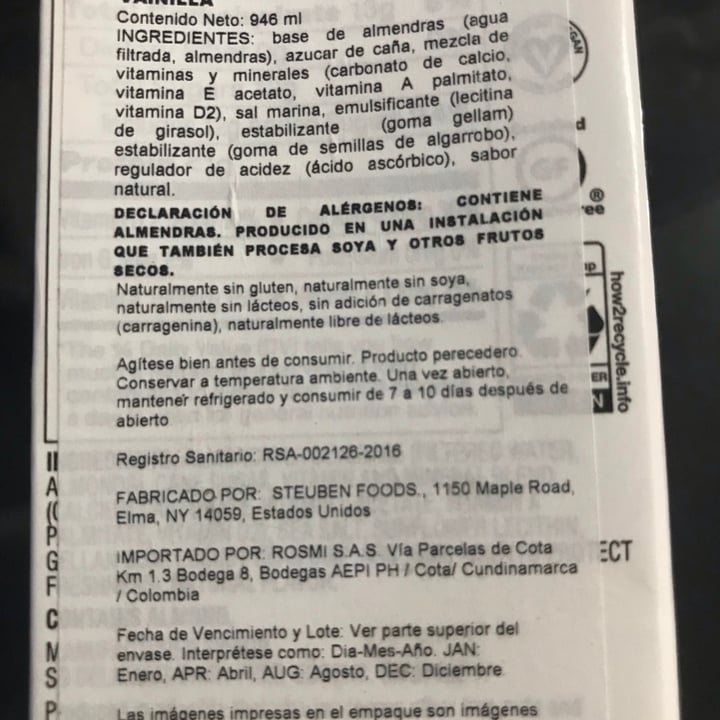 VAINILLA
Contenido Neto: 946 ml
INGREDIENTES: base de almendras (agua
filtrada, almendras), azucar de caña, mezcla de
vitaminas y minerales (carbonato de calcio,
vitamina E acetato, vitamina A palmitato,
vitamina D2), sal marina, emulsificante (lecitina
de girasol), estabilizante (goma gellam)
estabilizante (goma de semillas de algarrobo),
regulador de acidez (ácido ascórbico), sabor
natural.
DECLARACIÓN DE ALÉRGENOS: CONTIENE
ALMENDRAS. PRODUCIDO EN UNA INSTALACIÓN
QUE TAMBIÉN PROCESA SOYA Y OTROS FRUTOS
SECOS.
Naturalmente sin gluten, naturalmente sin soya,
naturalmente sin lácteos, sin adición de carragenatos
(carragenina), naturalmente libre de lácteos.
Agítese bien antes de consumir. Producto perecedero.
Conservar a temperatura ambiente. Una vez abierto,
mantener refrigerado y consumir de 7 a 10 días después de
abierto
Registro Sanitario: RSA-002126-2016
FABRICADO POR: STEUBEN FOODS., 1150 Maple Road,
Elma, NY 14059, Estados Unidos
IMPORTADO POR: ROSMI S.A.S. Vía Parcelas de Cota
Km 1.3 Bodega 8, Bodegas AEPI PH / Cota/ Cundinamarca
/ Colombia
Fecha de Vencimiento y Lote: Ver parte superior del
envase. Interprétese como: Dia-Mes-Año. JAN:
Enero, APR: Abril, AUG: Agosto, DEC: Diciembre.
Las imágenes impresas en el empaque son imágenes
how2recycle.info
GF